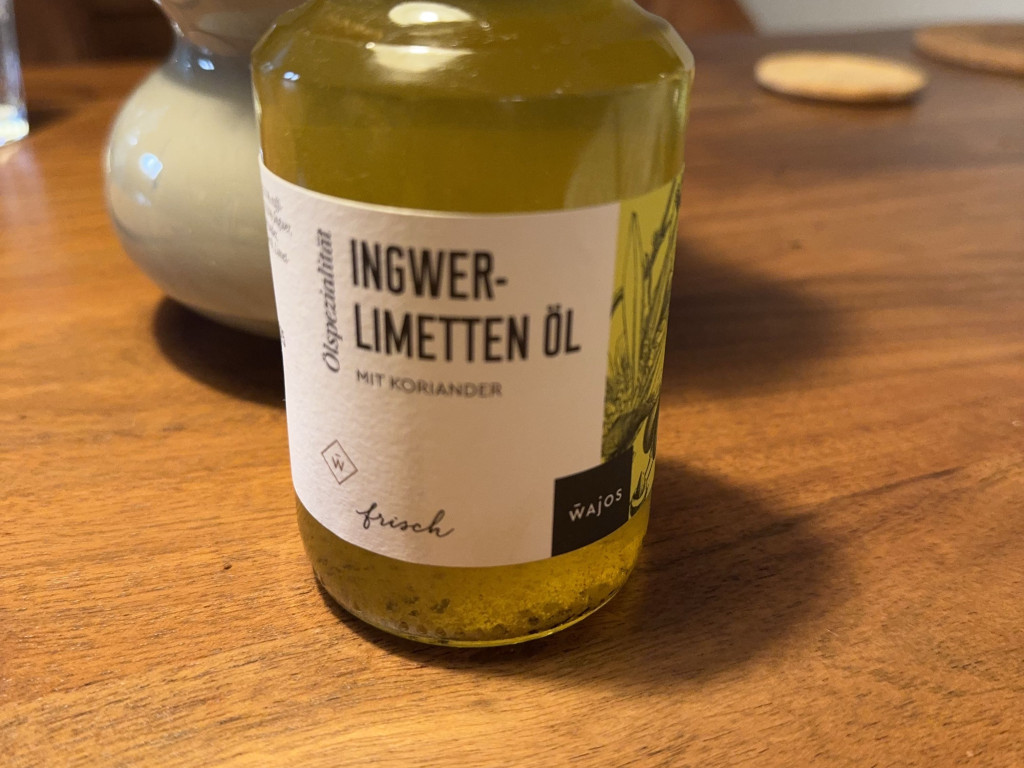 Ölspezialität
INGWER-
LIMETTEN ÖL
MIT KORIANDER
W
frisch
WAJOS